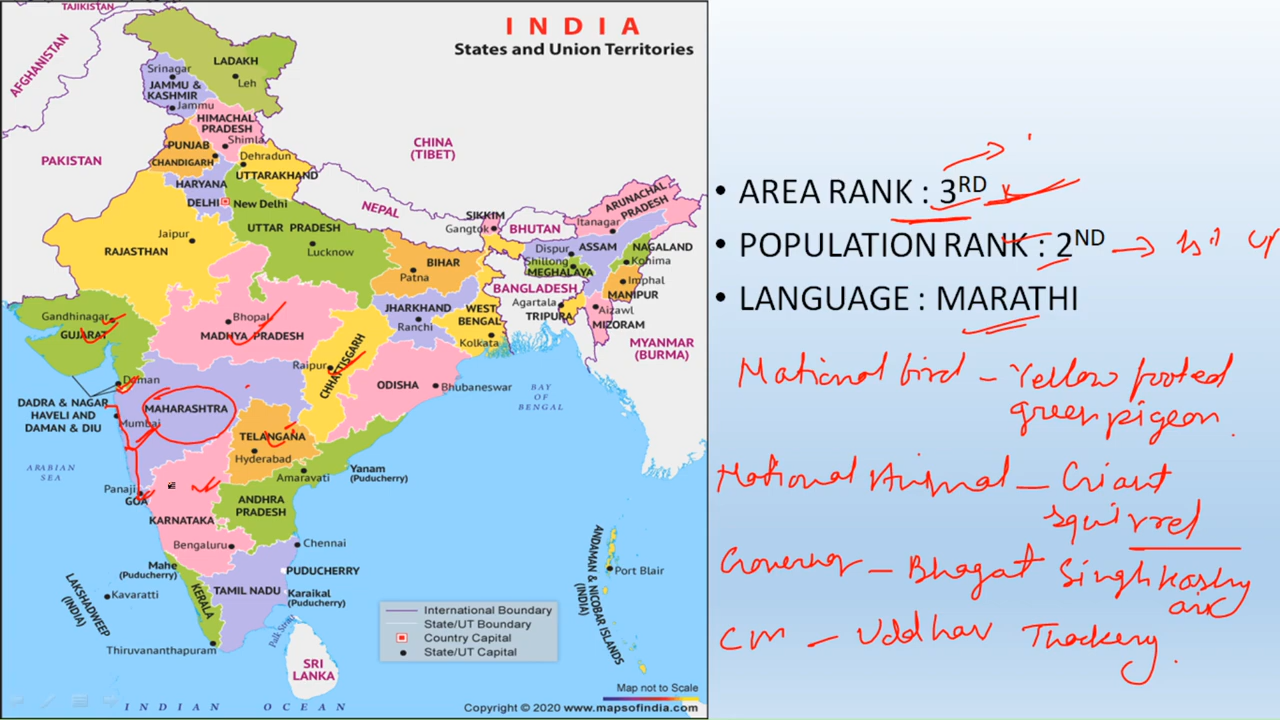 TAJIKISTAN
AFGHANISTAN
INDIA
States and Union Territories
LADAKH
Leh
Srinagar
JAMMU &
KASHMIR
Jammu
HIMACHAL
PRADESH
Shimla
PUNJAB
CHANDIGARH
Dehradun
UTTARAKHAND
HARYANA
DELHI
New Delhi
PAKISTAN
CHINA
(TIBET)
NEPAL
SIKKIM
Gangtok
BHUTAN
ARUNACHAL
PRADESH
Itanagar
Dispur
ASSAM
NAGALAND
Kohima
Shillong
MEGHALAYA
Imphal
MANIPUR
BANGLADESH
Agartala
TRIPURA
Aizawl
MIZORAM
MYANMAR
(BURMA)
RAJASTHAN
Jaipur
UTTAR PRADESH
Lucknow
BIHAR
Patna
JHARKHAND
Ranchi
WEST
BENGAL
Kolkata
Gandhinagar
GUJARAT
Bhopal
MADHYA PRADESH
Raipur
CHHATTISGARH
ODISHA
Bhubaneswar
BAY
OF
BENGAL
Daman
DADRA & NAGAR
HAVELI AND
DAMAN & DIU
MAHARASHTRA
Mumbai
TELANGANA
Hyderabad
Amaravati
Yanam
(Puducherry)
ARABIAN
SEA
Panaji
GOA
KARNATAKA
ANDHRA
PRADESH
Bengaluru
Chennai
Mahe
(Puducherry)
PUDUCHERRY
TAMIL NADU
Karaikal
(Puducherry)
KERALA
LAKSHADWEEP
(INDIA)
Kavaratti
Thiruvananthapuram
Palk Strait
SRI
LANKA
ANDAMAN & NICOBAR ISLANDS
(INDIA)
Port Blair
International Boundary
State/UT Boundary
Country Capital
State/UT Capital
INDIAN OCEAN
Map not to Scale
Copyright © 2020 www.mapsofindia.com
• AREA RANK : 3RD
• POPULATION RANK : 2ND → Ist UP
• LANGUAGE : MARATHI
National bird – Yellow footed
green pigeon.
National Animal – Giant
squirrel
Governor – Bhagat Singh Koshy
ari
CM – Uddhav Thackery.